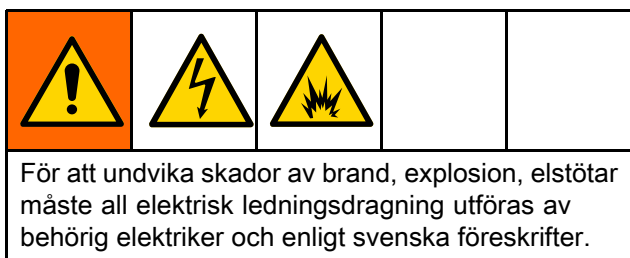 För att undvika skador av brand, explosion, elstötar
måste all elektrisk ledningsdragning utföras av
behörig elektriker och enligt svenska föreskrifter.